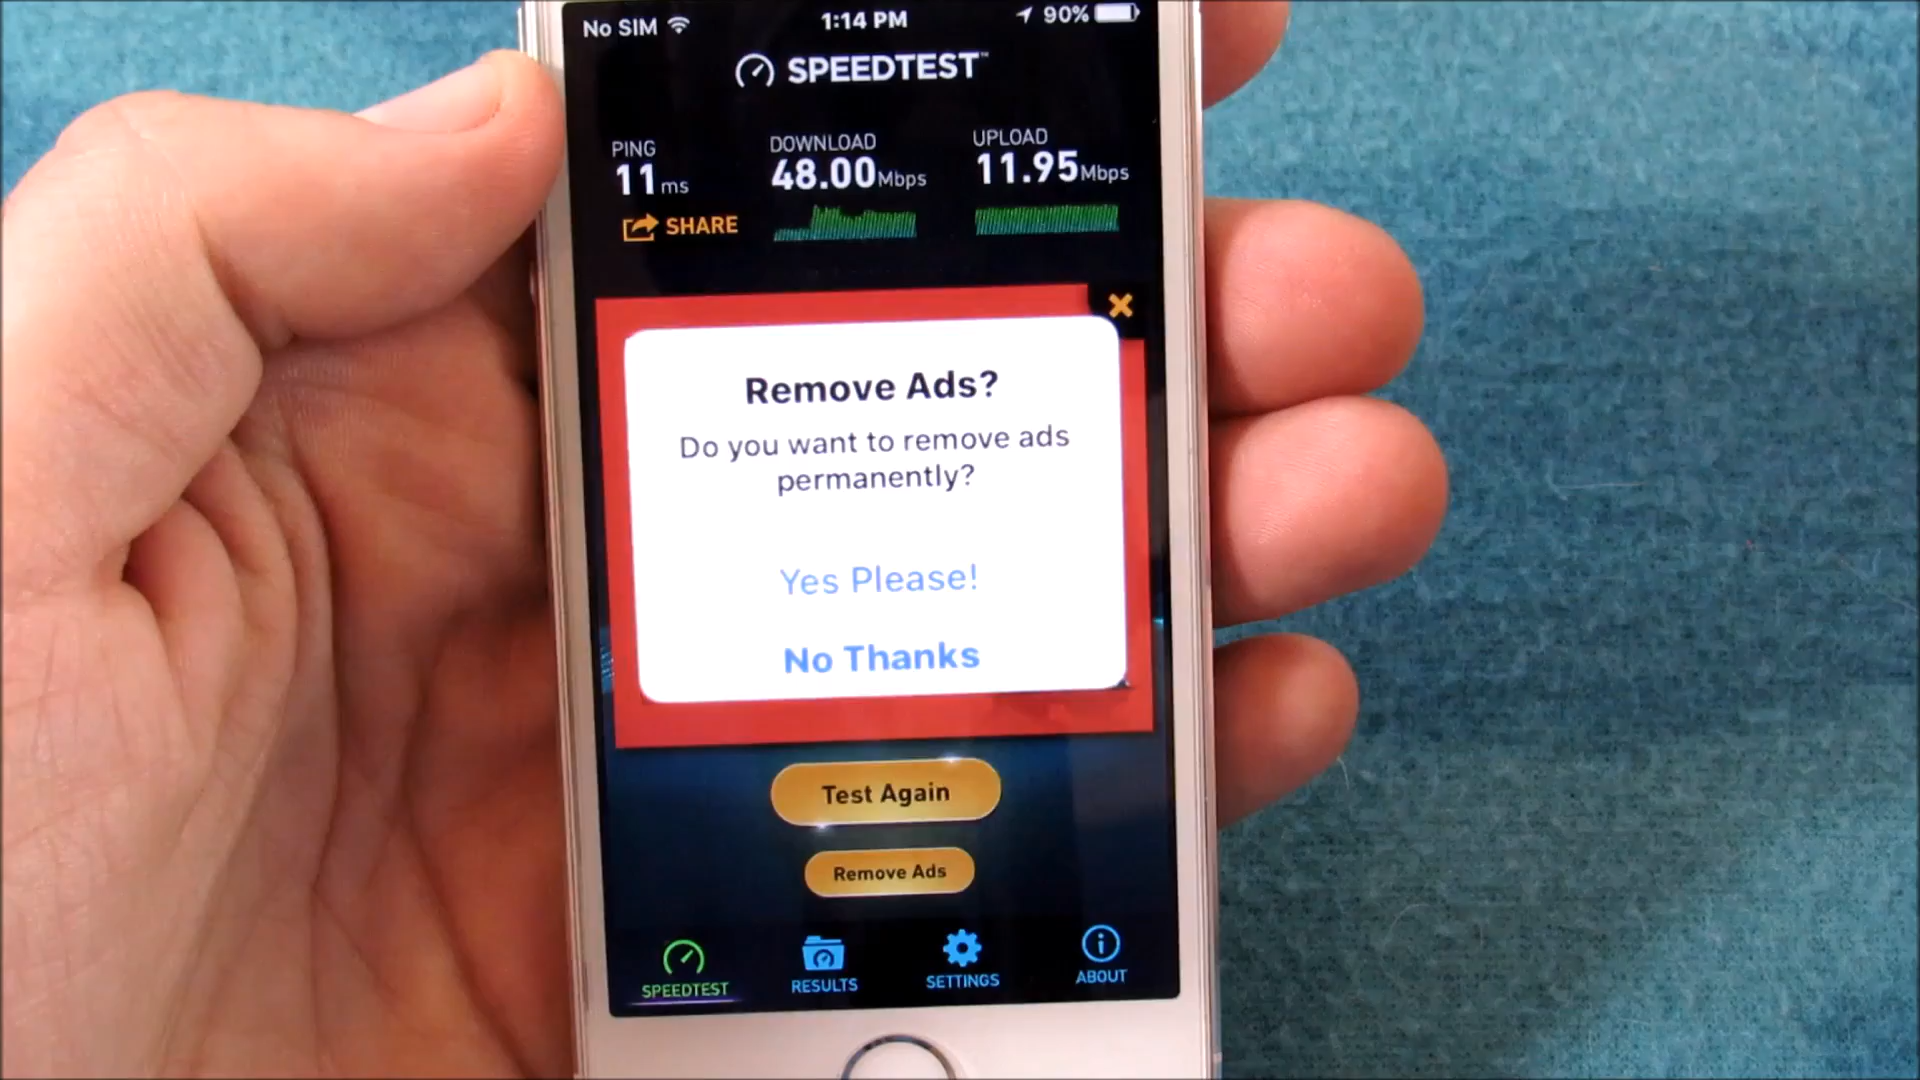 No SIM 1:14 PM 90%
SPEEDTEST™
PING DOWNLOAD UPLOAD
11 ms 48.00 Mbps 11.95 Mbps
SHARE
Remove Ads?
Do you want to remove ads
permanently?
Yes Please!
No Thanks
Test Again
Remove Ads
SPEEDTEST RESULTS SETTINGS ABOUT